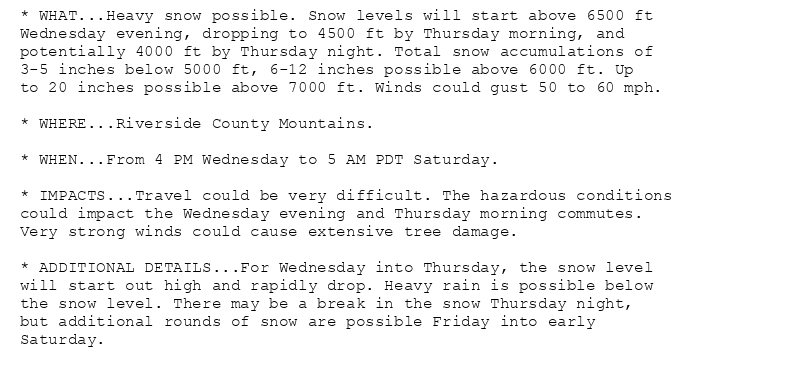 * WHAT...Heavy snow possible. Snow levels will start above 6500 ft
Wednesday evening, dropping to 4500 ft by Thursday morning, and
potentially 4000 ft by Thursday night. Total snow accumulations of
3-5 inches below 5000 ft, 6-12 inches possible above 6000 ft. Up
to 20 inches possible above 7000 ft. Winds could gust 50 to 60 mph.
* WHERE...Riverside County Mountains.
* WHEN...From 4 PM Wednesday to 5 AM PDT Saturday.
* IMPACTS...Travel could be very difficult. The hazardous conditions
could impact the Wednesday evening and Thursday morning commutes.
Very strong winds could cause extensive tree damage.
* ADDITIONAL DETAILS...For Wednesday into Thursday, the snow level
will start out high and rapidly drop. Heavy rain is possible below
the snow level. There may be a break in the snow Thursday night,
but additional rounds of snow are possible Friday into early
Saturday.